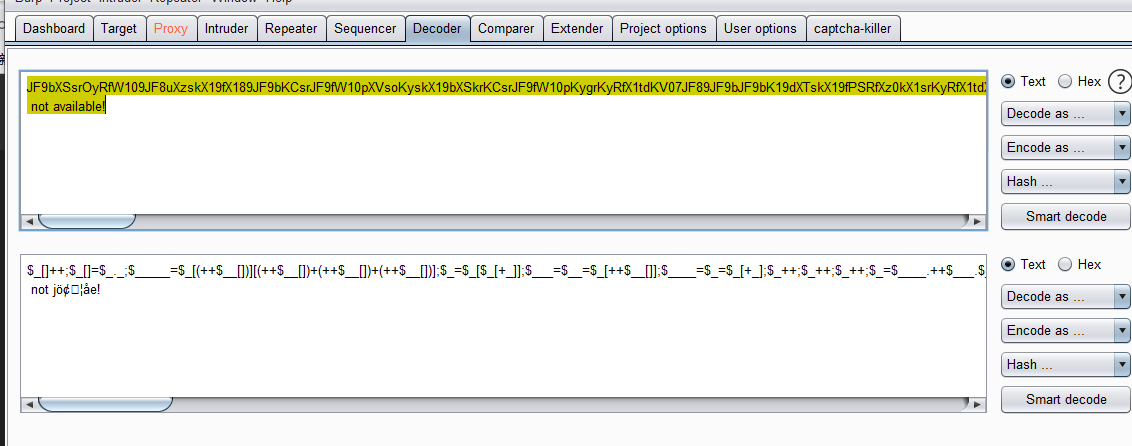 Dashboard Target Proxy Intruder Repeater Sequencer Decoder Comparer Extender Project options User options captcha-killer
JF9bXSsrOyRfW109JF8uXzskX19fX189JF9bKCsrJF9fW10pXVsoKyskX19bXSkrKCsrJF9fW10pKygrKyRfX1tdKV07JF89JF9bJF9bK19dXTskX19fPSRfXz0kX1srKyRfX1td
not available!
Text Hex ?
Decode as ...
Encode as ...
Hash ...
Smart decode
$_[]++;$_[]=$_._;$_____=$_[(++$__[])][(++$__[])+(++$__[])+(++$__[])];$_=$_[$_[+_]];$___=$__=$_[++$__[]];$____=$_=$_[+_];$_++;$_++;$_++;$_=$____.++$___.$_
not
Text Hex
Decode as ...
Encode as ...
Hash ...
Smart decode